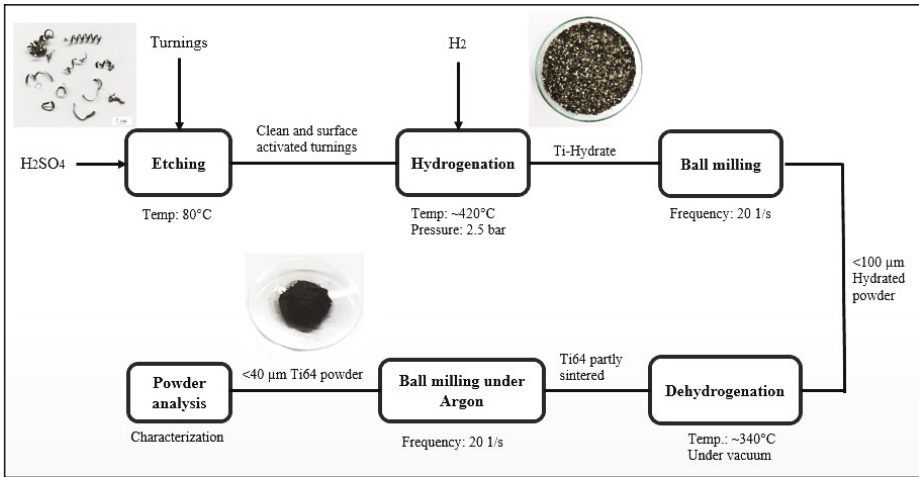 Turnings
H2
H2SO4
Etching
Clean and surface
activated turnings
Hydrogenation
Ti-Hydrate
Ball milling
Temp: 80°C
Temp: ~420°C
Pressure: 2.5 bar
Frequency: 20 1/s
<100 µm
Hydrated
powder
Powder
analysis
<40 µm Ti64 powder
Ball milling under
Argon
Ti64 partly
sintered
Dehydrogenation
Characterization
Frequency: 20 1/s
Temp.: ~340°C
Under vacuum